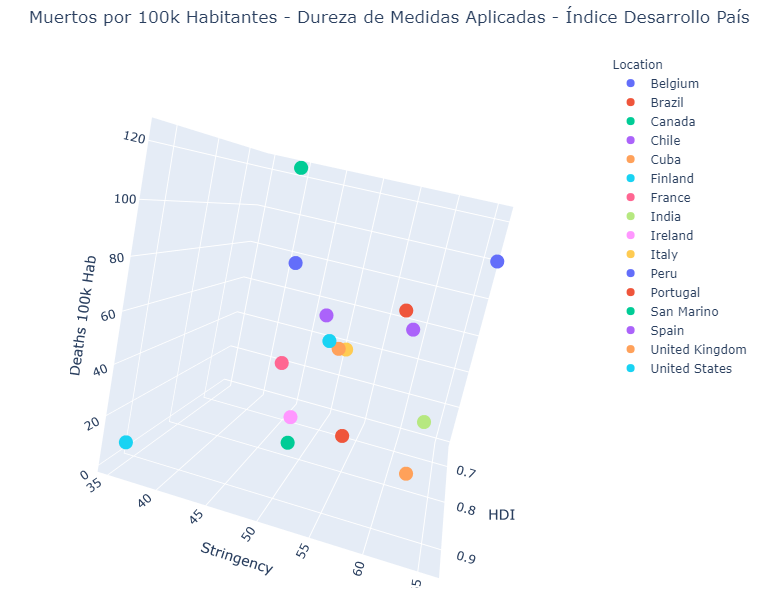 Muertos por 100k Habitantes - Dureza de Medidas Aplicadas - Índice Desarrollo País
Location
Belgium
Brazil
Canada
Chile
Cuba
Finland
France
India
Ireland
Italy
Peru
Portugal
San Marino
Spain
United Kingdom
United States
120
100
80
60
40
20
0
Deaths 100k Hab
35
40
45
50
55
60
Stringency
0.7
0.8
0.9
HDI